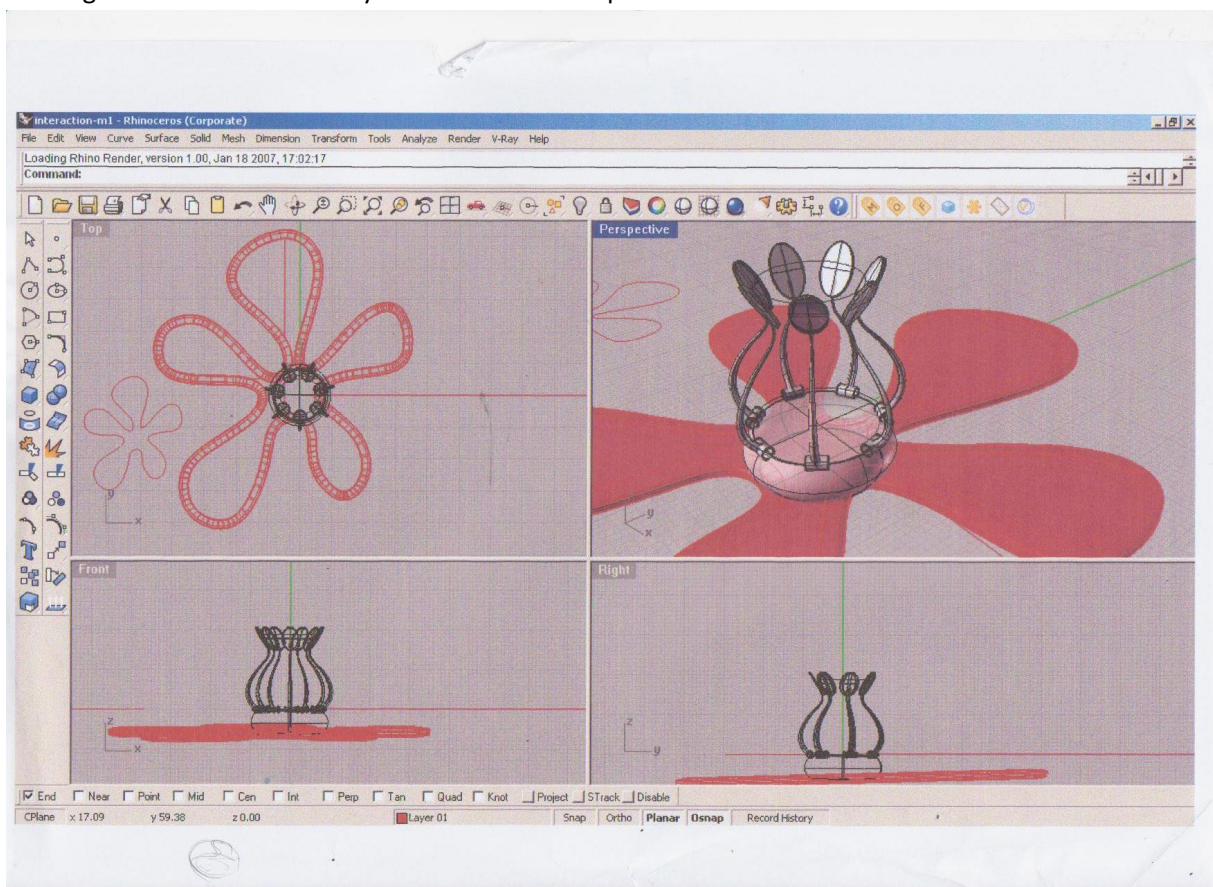 interaction-m1 - Rhinoceros (Corporate)
File Edit View Curve Surface Solid Mesh Dimension Transform Tools Analyze Render V-Ray Help
Loading Rhino Render, version 1.00, Jan 18 2007, 17:02:17
Command:
Top
Perspective
y
x
y
x
Front
Right
z
x
z
y
End Near Point Mid Cen Int Perp Tan Quad Knot Project STrack Disable
CPlane x 17.09 y 59.38 z 0.00 Layer 01 Snap Ortho Planar Osnap Record History